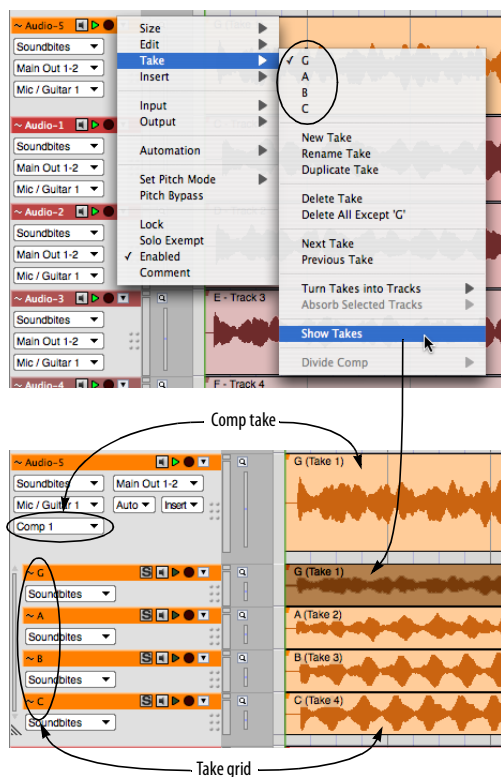 ~ Audio-5
Soundbites
Main Out 1-2
Mic / Guitar 1
~ Audio-1
Soundbites
Main Out 1-2
Mic / Guitar 1
~ Audio-2
Soundbites
Main Out 1-2
Mic / Guitar 1
~ Audio-3
Soundbites
Main Out 1-2
Mic / Guitar 1
~ Audio-4
Size
Edit
Take
Insert
Input
Output
Automation
Set Pitch Mode
Pitch Bypass
Lock
Solo Exempt
✓ Enabled
Comment
✓ G
A
B
C
New Take
Rename Take
Duplicate Take
Delete Take
Delete All Except 'G'
Next Take
Previous Take
Turn Takes into Tracks
Absorb Selected Tracks
Show Takes
Divide Comp
E - Track 3
F - Track 4
Comp take
~ Audio-5
Soundbites Main Out 1-2
Mic / Guitar 1 Auto Insert
Comp 1
G (Take 1)
~ G S
Soundbites
G (Take 1)
~ A S
Soundbites
A (Take 2)
~ B S
Soundbites
B (Take 3)
~ C S
Soundbites
C (Take 4)
Take grid